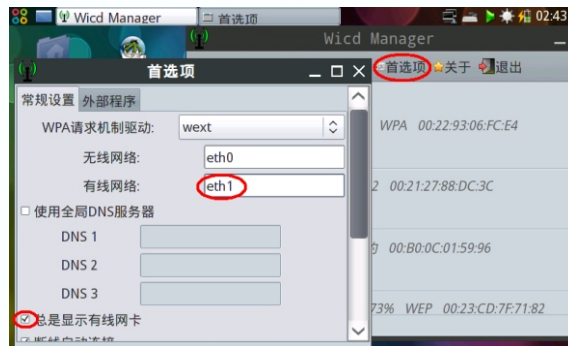 Wicd Manager 首选项 02:43
Wicd Manager
首选项 关于 退出
首选项
常规设置 外部程序
WPA请求机制驱动: wext
无线网络: eth0
有线网络: eth1
使用全局DNS服务器
DNS 1
DNS 2
DNS 3
总是显示有线网卡
WPA 00:22:93:06:FC:E4
2 00:21:27:88:DC:3C
00:B0:0C:01:59:96
73% WEP 00:23:CD:7F:71:82